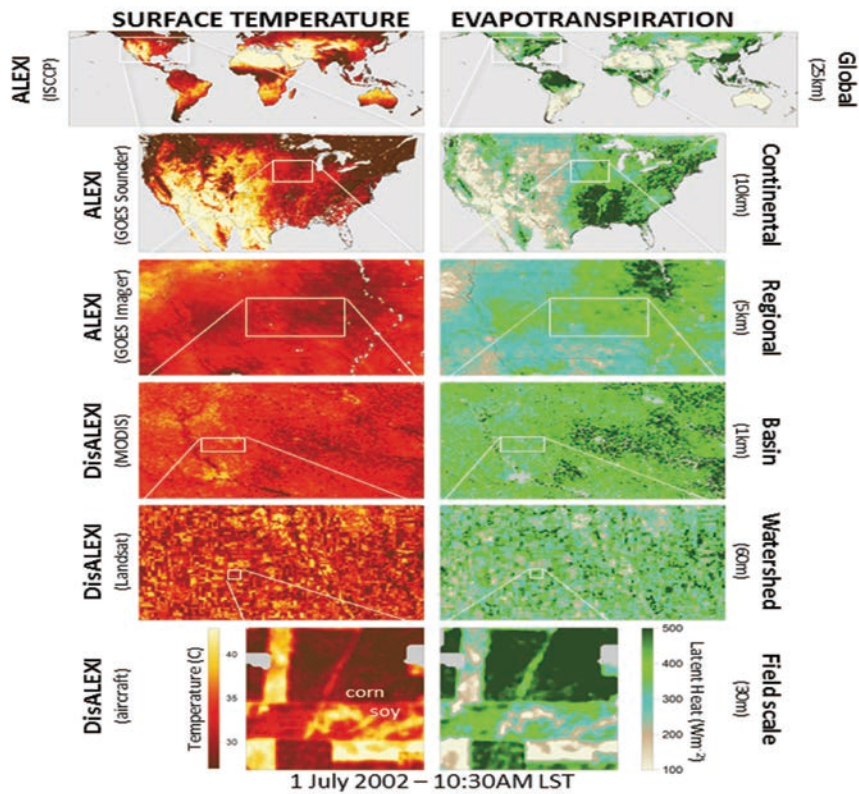 SURFACE TEMPERATURE
EVAPOTRANSPIRATION
ALEXI
(ISCCP)
Global
(25km)
ALEXI
(GOES Sounder)
Continental
(10km)
ALEXI
(GOES Imager)
Regional
(5km)
DisALEXI
(MODIS)
Basin
(1km)
DisALEXI
(Landsat)
Watershed
(60m)
DisALEXI
(aircraft)
Temperature (C)
40
35
30
corn
soy
500
400
300
200
100
Latent Heat (Wm-2)
Field scale
(30m)
1 July 2002 – 10:30AM LST